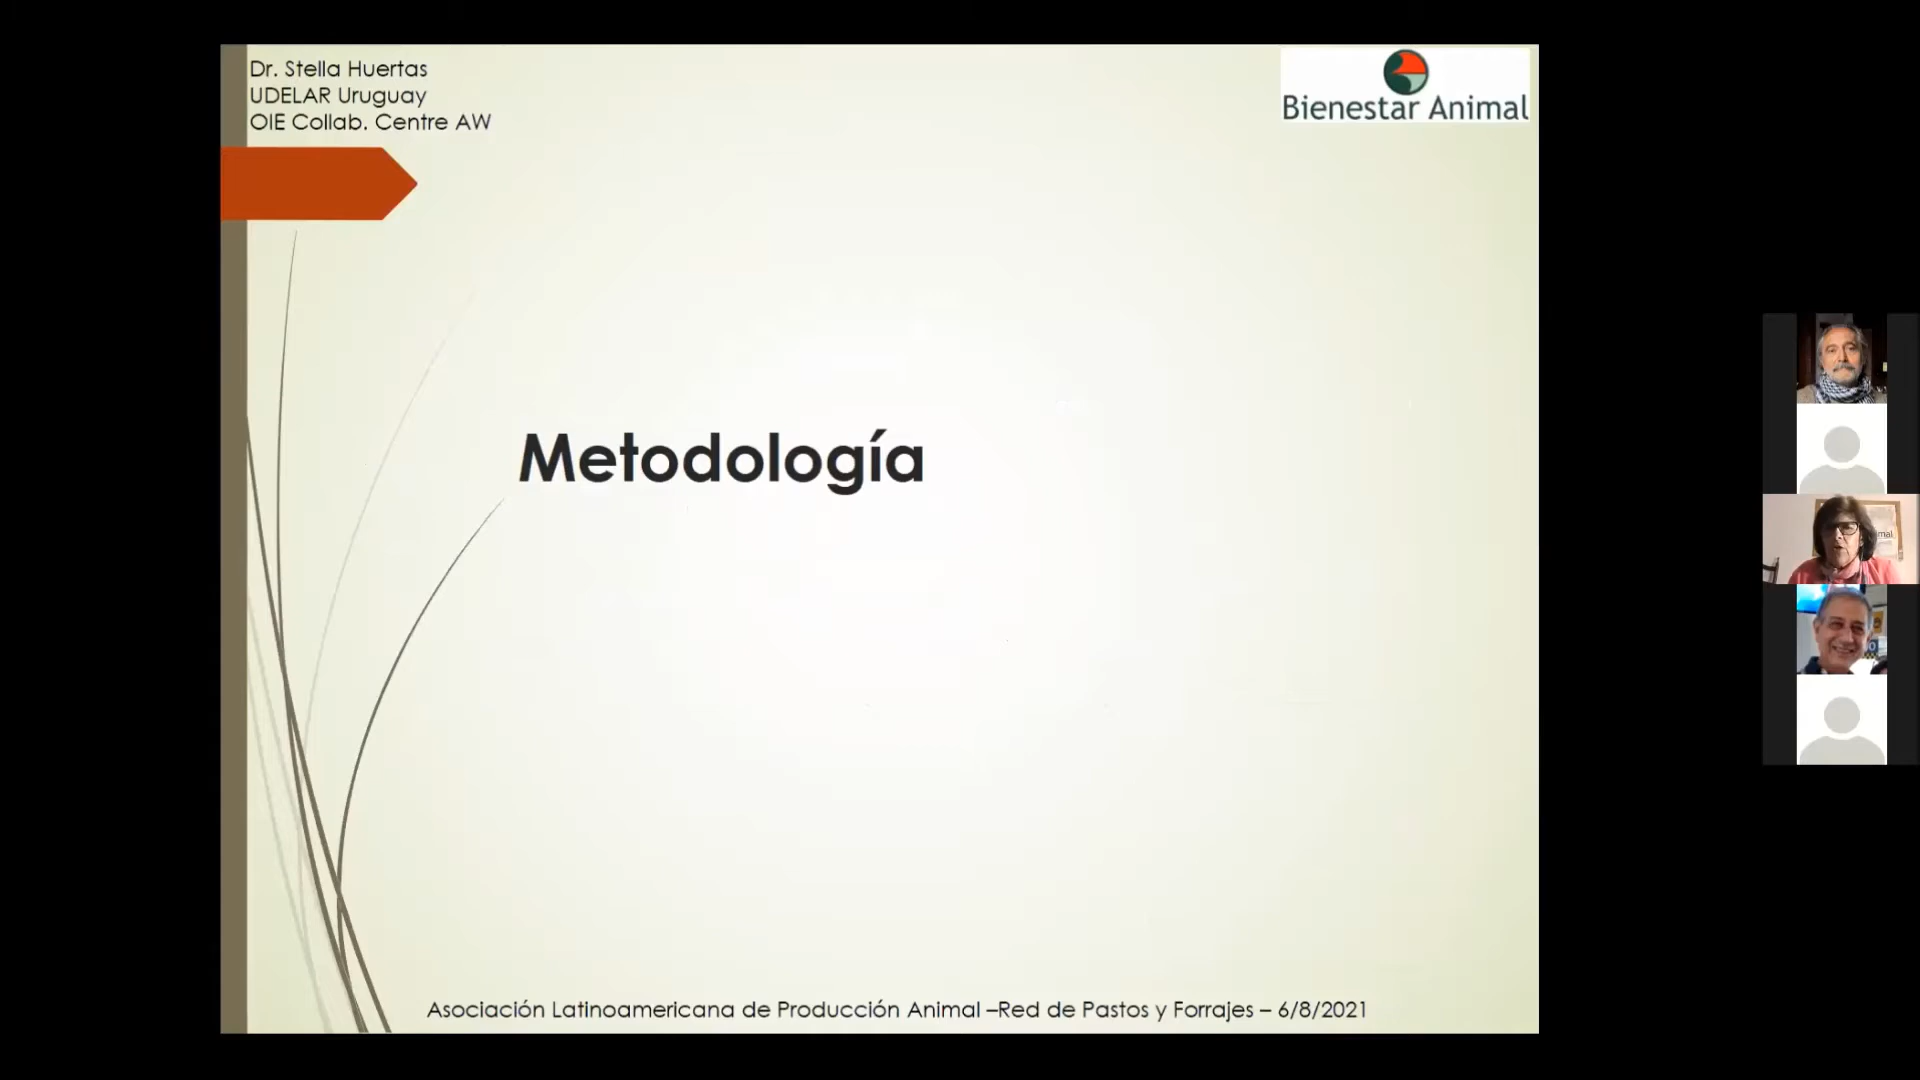 Dr. Stella Huertas
UDELAR Uruguay
OIE Collab. Centre AW
Bienestar Animal
Metodología
Asociación Latinoamericana de Producción Animal –Red de Pastos y Forrajes – 6/8/2021
imal